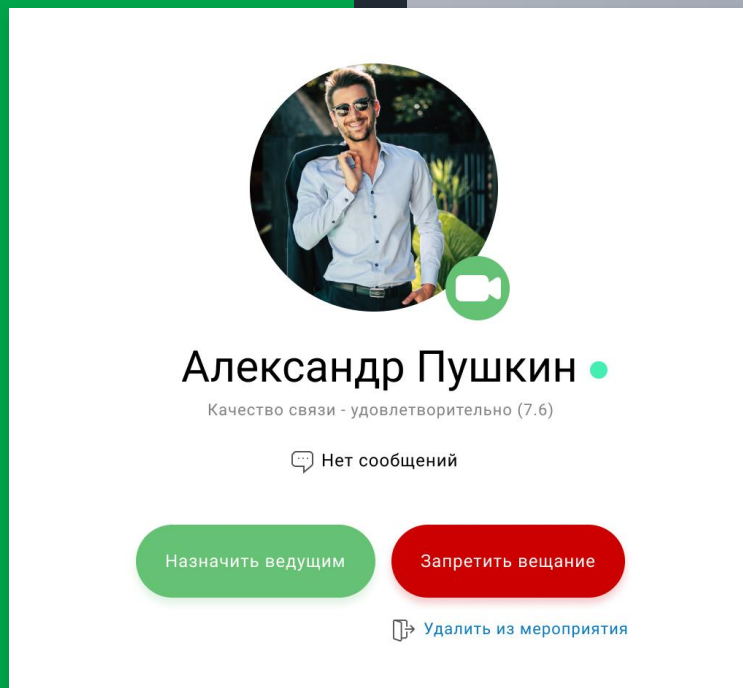 Александр Пушкин
Качество связи - удовлетворительно (7.6)
Нет сообщений
Назначить ведущим
Запретить вещание
Удалить из мероприятия